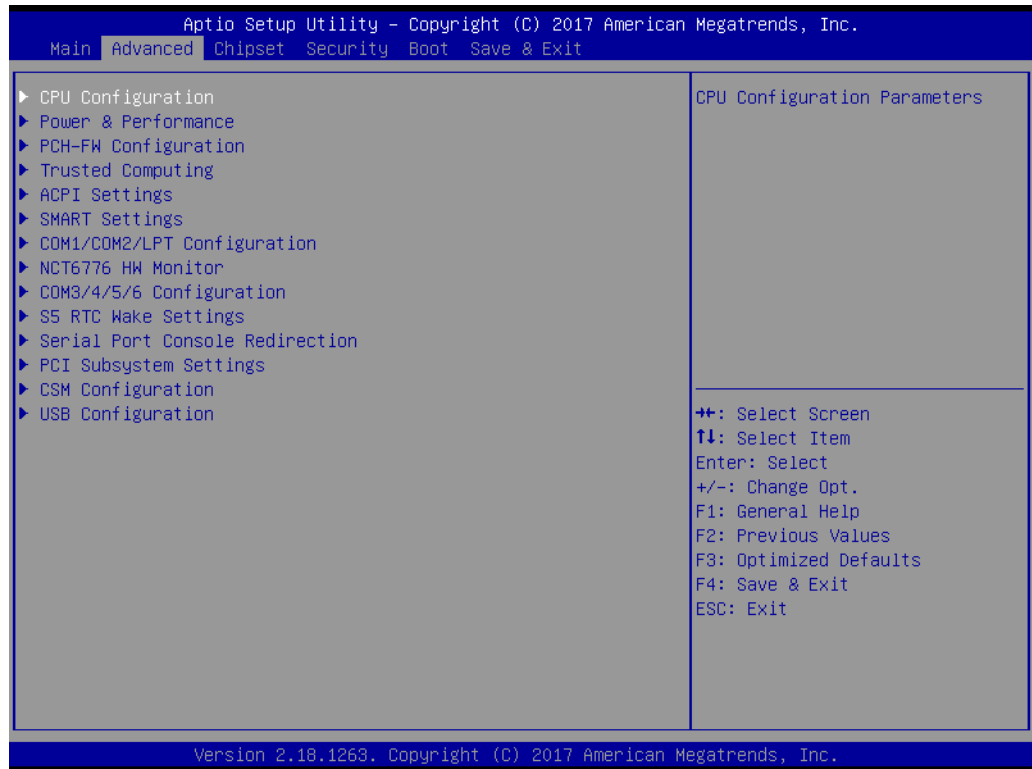 Aptio Setup Utility – Copyright (C) 2017 American Megatrends, Inc.
Main Advanced Chipset Security Boot Save & Exit
▶ CPU Configuration
▶ Power & Performance
▶ PCH-FW Configuration
▶ Trusted Computing
▶ ACPI Settings
▶ SMART Settings
▶ COM1/COM2/LPT Configuration
▶ NCT6776 HW Monitor
▶ COM3/4/5/6 Configuration
▶ S5 RTC Wake Settings
▶ Serial Port Console Redirection
▶ PCI Subsystem Settings
▶ CSM Configuration
▶ USB Configuration
CPU Configuration Parameters
→←: Select Screen
↑↓: Select Item
Enter: Select
+/-: Change Opt.
F1: General Help
F2: Previous Values
F3: Optimized Defaults
F4: Save & Exit
ESC: Exit
Version 2.18.1263. Copyright (C) 2017 American Megatrends, Inc.